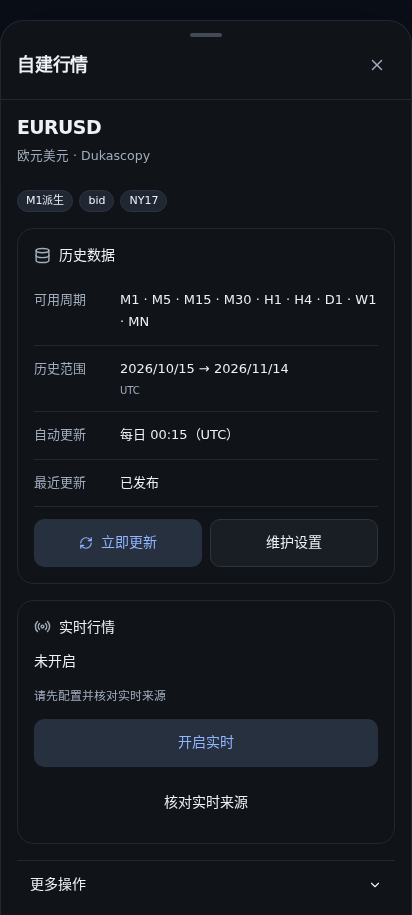 自建行情
EURUSD
欧元美元 · Dukascopy
M1派生 bid NY17
历史数据
可用周期 M1 · M5 · M15 · M30 · H1 · H4 · D1 · W1
· MN
历史范围 2026/10/15 → 2026/11/14
UTC
自动更新 每日 00:15（UTC）
最近更新 已发布
立即更新 维护设置
实时行情
未开启
请先配置并核对实时来源
开启实时
核对实时来源
更多操作